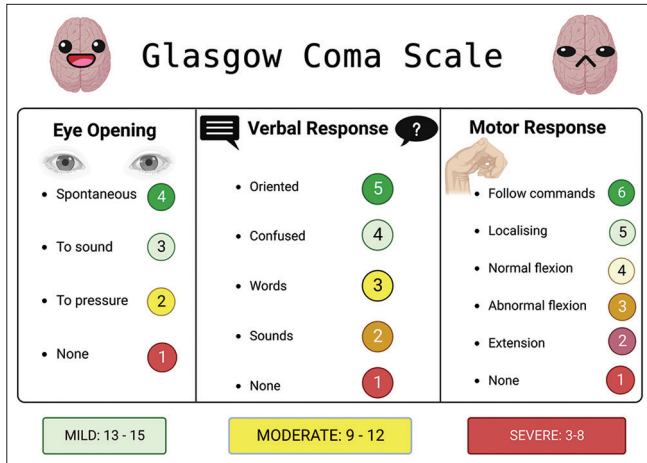 Glasgow Coma Scale
Eye Opening
• Spontaneous 4
• To sound 3
• To pressure 2
• None 1
Verbal Response ?
• Oriented 5
• Confused 4
• Words 3
• Sounds 2
• None 1
Motor Response
• Follow commands 6
• Localising 5
• Normal flexion 4
• Abnormal flexion 3
• Extension 2
• None 1
MILD: 13 - 15
MODERATE: 9 - 12
SEVERE: 3-8